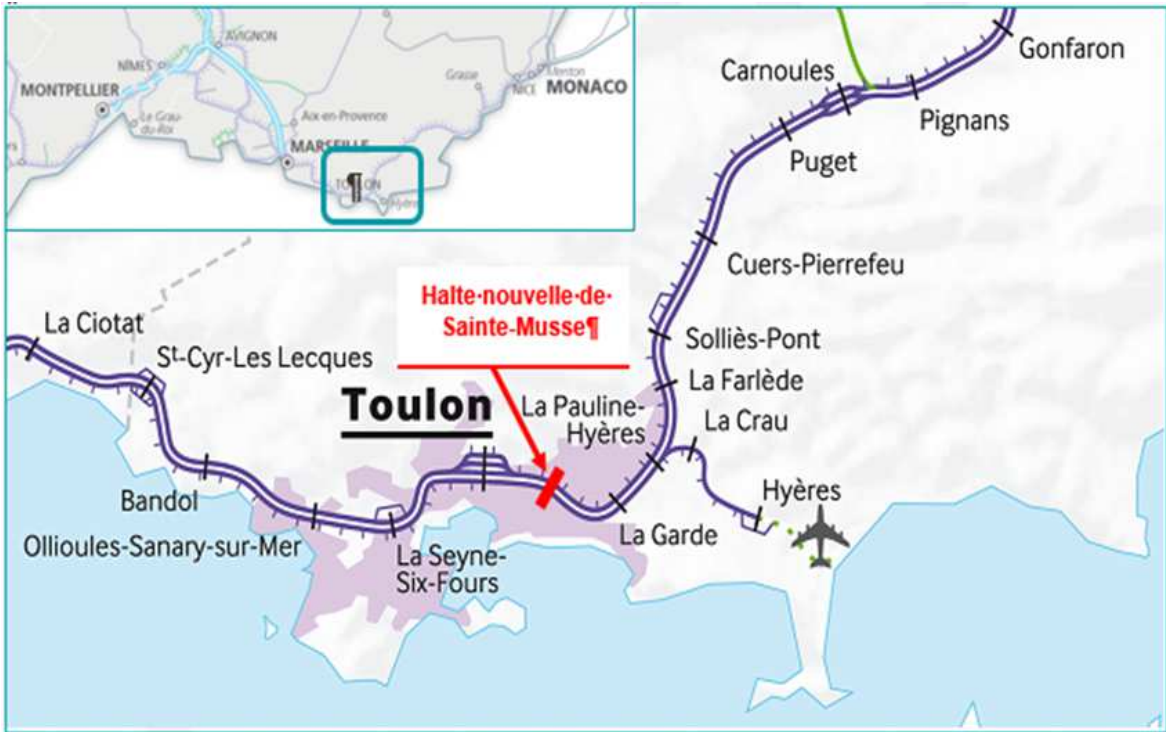 AVIGNON
NÎMES
MONTPELLIER
Le Grau-
du-Roi
Aix-en-Provence
MARSEILLE
Grasse
Menton
NICE
MONACO
¶
Hyères
Gonfaron
Carnoules
Pignans
Puget
Cuers-Pierrefeu
Halte·nouvelle·de·
Sainte-Musse¶
La Ciotat
St-Cyr-Les Lecques
Solliès-Pont
La Farlède
Toulon
La Pauline-
Hyères
La Crau
Hyères
Bandol
Ollioules-Sanary-sur-Mer
La Seyne-
Six-Fours
La Garde